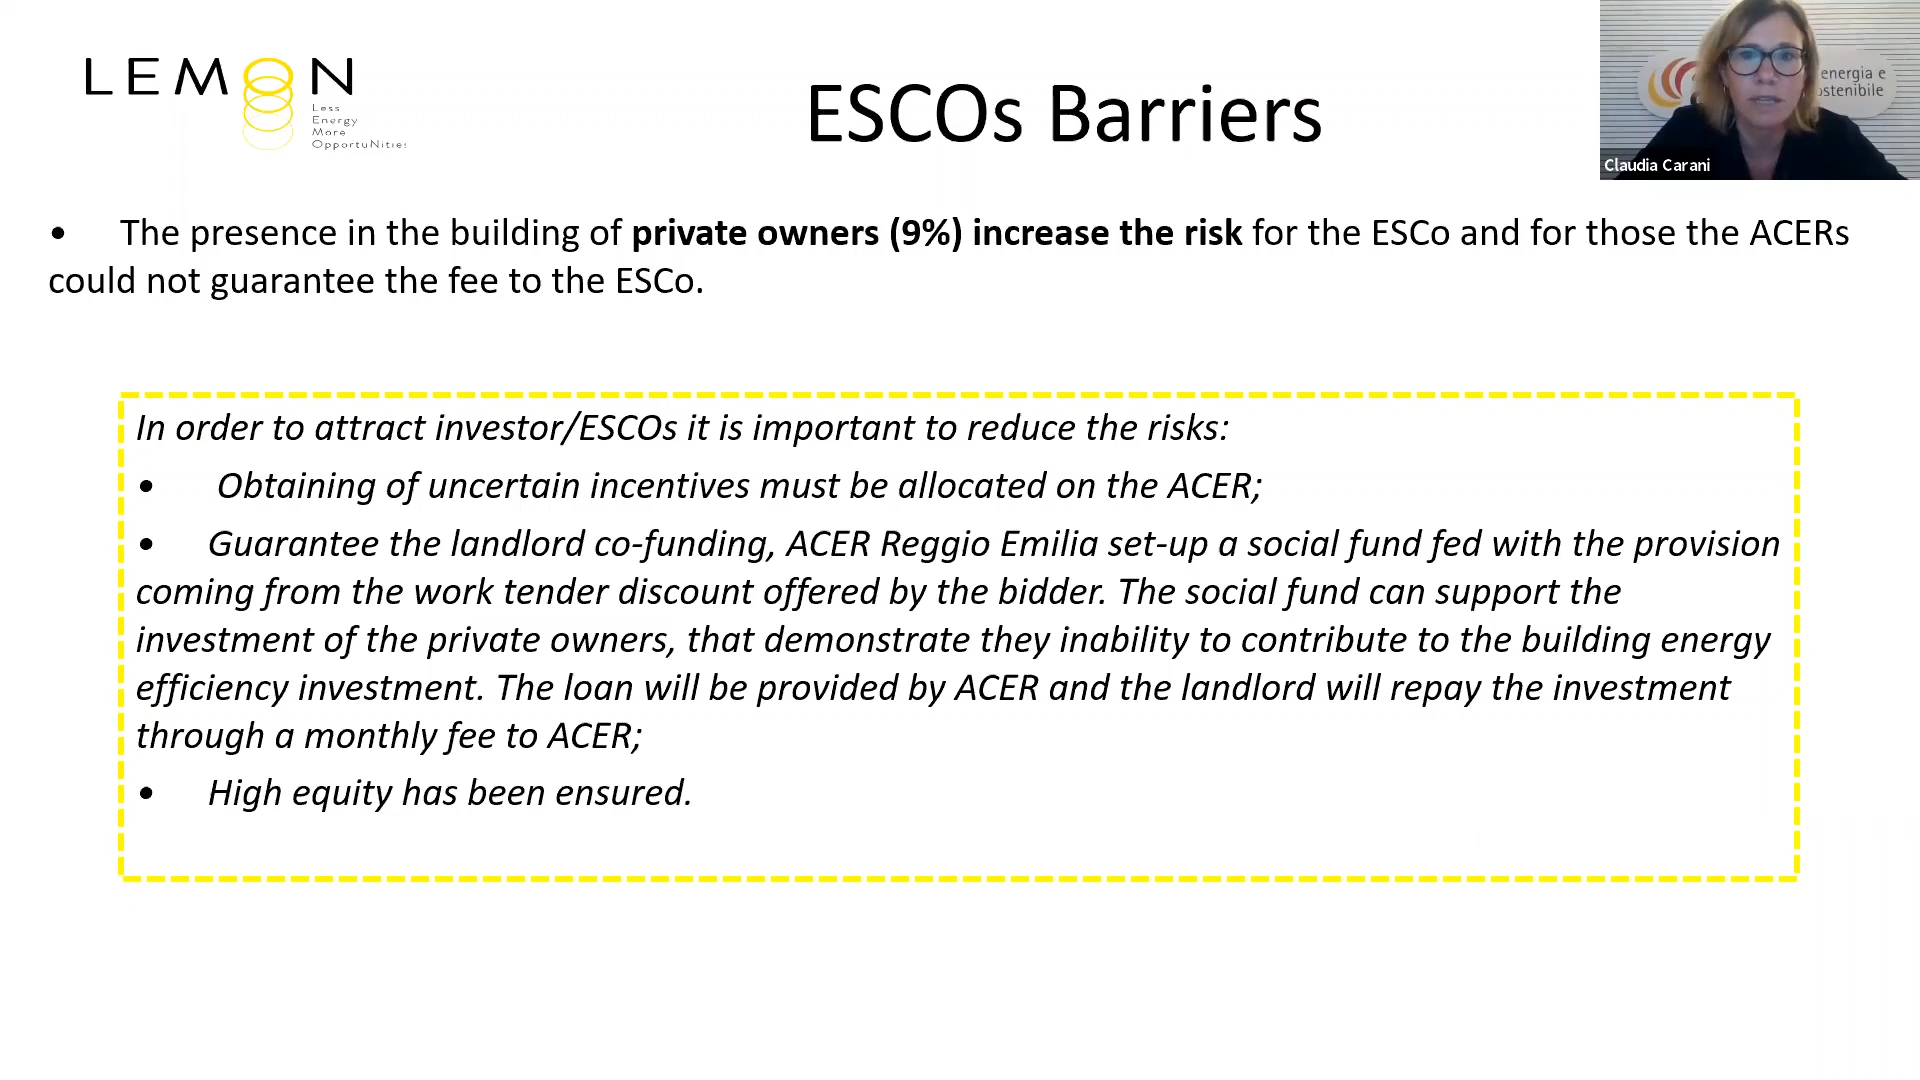 LEMON
Less
Energy
More
OpportuNities
ESCOs Barriers
energia e
ostenibile
Claudia Carani
• The presence in the building of private owners (9%) increase the risk for the ESCo and for those the ACERs
could not guarantee the fee to the ESCo.
In order to attract investor/ESCOs it is important to reduce the risks:
• Obtaining of uncertain incentives must be allocated on the ACER;
• Guarantee the landlord co-funding, ACER Reggio Emilia set-up a social fund fed with the provision
coming from the work tender discount offered by the bidder. The social fund can support the
investment of the private owners, that demonstrate they inability to contribute to the building energy
efficiency investment. The loan will be provided by ACER and the landlord will repay the investment
through a monthly fee to ACER;
• High equity has been ensured.